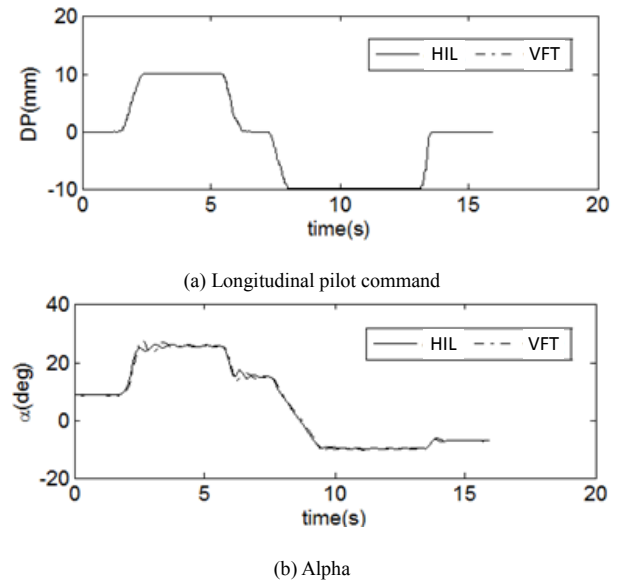 20
10
0
-10
DP(mm)
HIL VFT
0 5 10 15 20
time(s)
(a) Longitudinal pilot command
40
20
0
-20
α(deg)
HIL VFT
0 5 10 15 20
time(s)
(b) Alpha